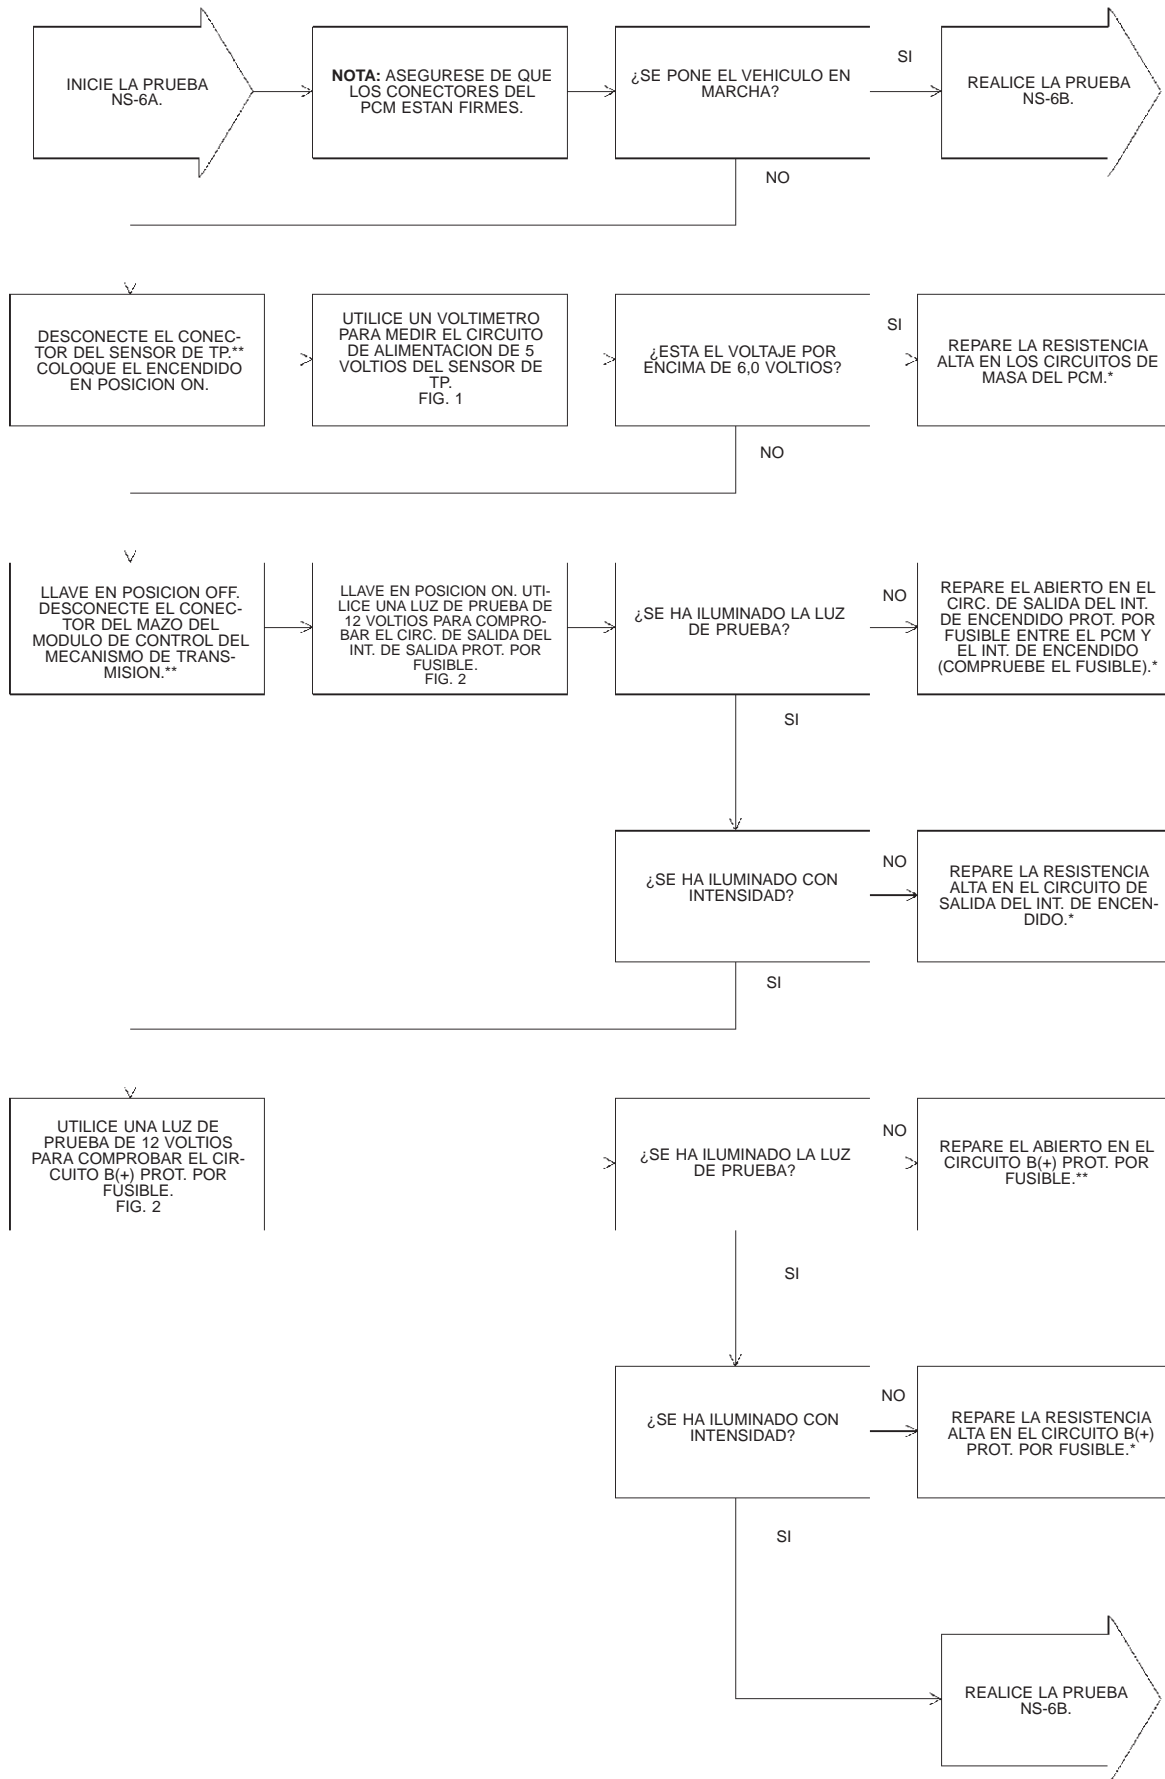 INICIE LA PRUEBA
NS-6A.
NOTA: ASEGURESE DE QUE
LOS CONECTORES DEL
PCM ESTAN FIRMES.
¿SE PONE EL VEHICULO EN
MARCHA?
SI
REALICE LA PRUEBA
NS-6B.
NO
DESCONECTE EL CONEC-
TOR DEL SENSOR DE TP.**
COLOQUE EL ENCENDIDO
EN POSICION ON.
UTILICE UN VOLTIMETRO
PARA MEDIR EL CIRCUITO
DE ALIMENTACION DE 5
VOLTIOS DEL SENSOR DE
TP.
FIG. 1
¿ESTA EL VOLTAJE POR
ENCIMA DE 6,0 VOLTIOS?
SI
REPARE LA RESISTENCIA
ALTA EN LOS CIRCUITOS DE
MASA DEL PCM.*
NO
LLAVE EN POSICION OFF.
DESCONECTE EL CONEC-
TOR DEL MAZO DEL
MODULO DE CONTROL DEL
MECANISMO DE TRANS-
MISION.**
LLAVE EN POSICION ON. UTI-
LICE UNA LUZ DE PRUEBA DE
12 VOLTIOS PARA COMPRO-
BAR EL CIRC. DE SALIDA DEL
INT. DE SALIDA PROT. POR
FUSIBLE.
FIG. 2
¿SE HA ILUMINADO LA LUZ
DE PRUEBA?
NO
REPARE EL ABIERTO EN EL
CIRC. DE SALIDA DEL INT.
DE ENCENDIDO PROT. POR
FUSIBLE ENTRE EL PCM Y
EL INT. DE ENCENDIDO
(COMPRUEBE EL FUSIBLE).*
SI
¿SE HA ILUMINADO CON
INTENSIDAD?
NO
REPARE LA RESISTENCIA
ALTA EN EL CIRCUITO DE
SALIDA DEL INT. DE ENCEN-
DIDO.*
SI
UTILICE UNA LUZ DE
PRUEBA DE 12 VOLTIOS
PARA COMPROBAR EL CIR-
CUITO B(+) PROT. POR
FUSIBLE.
FIG. 2
¿SE HA ILUMINADO LA LUZ
DE PRUEBA?
NO
REPARE EL ABIERTO EN EL
CIRCUITO B(+) PROT. POR
FUSIBLE.**
SI
¿SE HA ILUMINADO CON
INTENSIDAD?
NO
REPARE LA RESISTENCIA
ALTA EN EL CIRCUITO B(+)
PROT. POR FUSIBLE.*
SI
REALICE LA PRUEBA
NS-6B.